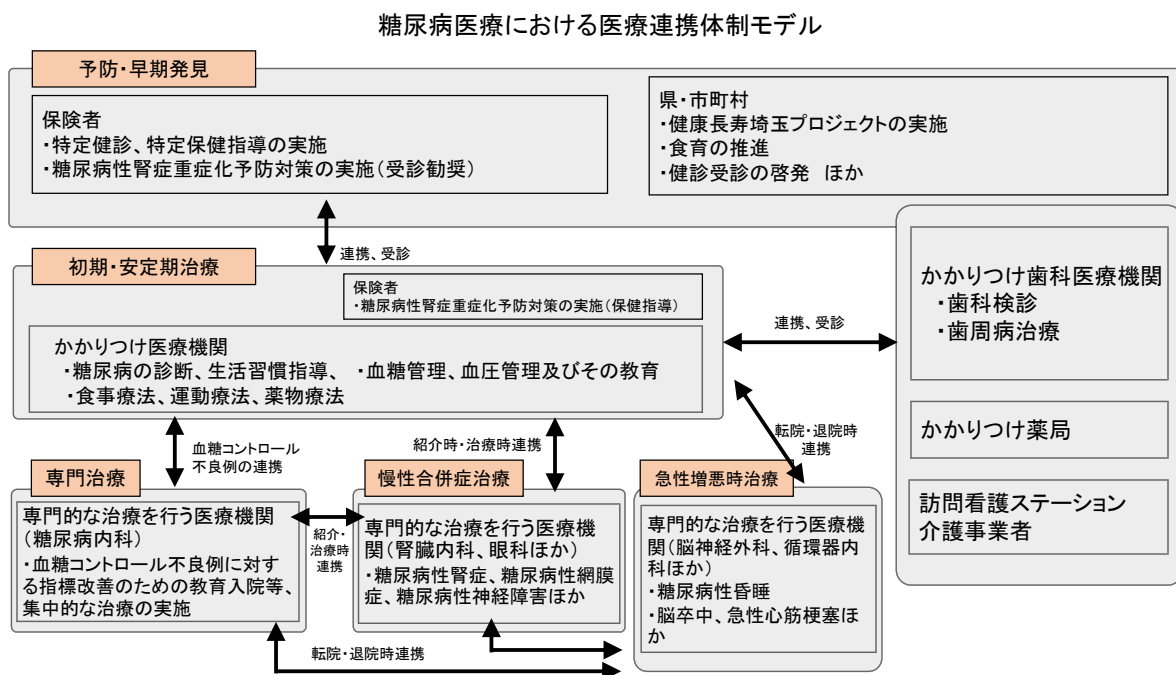 糖尿病医療における医療連携体制モデル
予防・早期発見
保険者
・特定健診、特定保健指導の実施
・糖尿病性腎症重症化予防対策の実施(受診勧奨)
県・市町村
・健康長寿埼玉プロジェクトの実施
・食育の推進
・健診受診の啓発 ほか
連携、受診
初期・安定期治療
保険者
・糖尿病性腎症重症化予防対策の実施(保健指導)
かかりつけ医療機関
・糖尿病の診断、生活習慣指導、 ・血糖管理、血圧管理及びその教育
・食事療法、運動療法、薬物療法
連携、受診
かかりつけ歯科医療機関
・歯科検診
・歯周病治療
かかりつけ薬局
訪問看護ステーション
介護事業者
血糖コントロール
不良例の連携
紹介時・治療時連携
転院・退院時
連携
専門治療
専門的な治療を行う医療機関
(糖尿病内科)
・血糖コントロール不良例に対す
る指標改善のための教育入院等、
集中的な治療の実施
紹介・
治療時
連携
慢性合併症治療
専門的な治療を行う医療機
関(腎臓内科、眼科ほか)
・糖尿病性腎症、糖尿病性網膜
症、糖尿病性神経障害ほか
急性増悪時治療
専門的な治療を行う医療機
関(脳神経外科、循環器内
科ほか)
・糖尿病性昏睡
・脳卒中、急性心筋梗塞ほ
か
転院・退院時連携